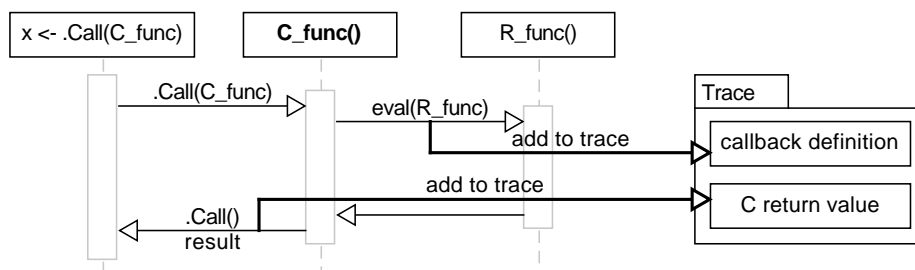 x <- .Call(C_func)
C_func()
R_func()
.Call(C_func)
eval(R_func)
Trace
add to trace
callback definition
add to trace
C return value
.Call()
result